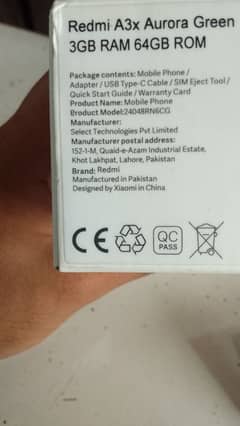 Redmi A3x Aurora Green
3GB RAM 64GB ROM
Package contents: Mobile Phone /
Adapter / USB Type-C Cable / SIM Eject Tool /
Quick Start Guide / Warranty Card
Product Name: Mobile Phone
Product Model:24048RN6CG
Manufacturer:
Select Technologies Pvt Limited
Manufacturer postal address:
152-1-M, Quaid-e-Azam Industrial Estate,
Khot Lakhpat, Lahore, Pakistan
Brand: Redmi
Manufactured in Pakistan
Designed by Xiaomi in China
CE
QC
PASS